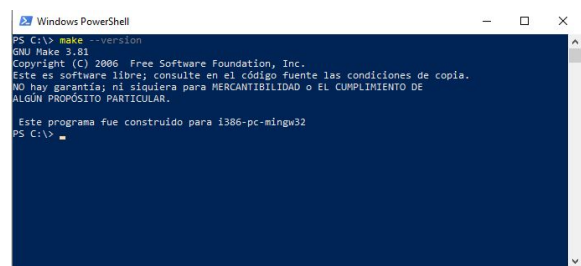 Windows PowerShell
PS C:\> make --version
GNU Make 3.81
Copyright (C) 2006  Free Software Foundation, Inc.
Este es software libre; consulte en el código fuente las condiciones de copia.
NO hay garantía; ni siquiera para MERCANTIBILIDAD o EL CUMPLIMIENTO DE
ALGÚN PROPÓSITO PARTICULAR.
Este programa fue construido para i386-pc-mingw32
PS C:\>